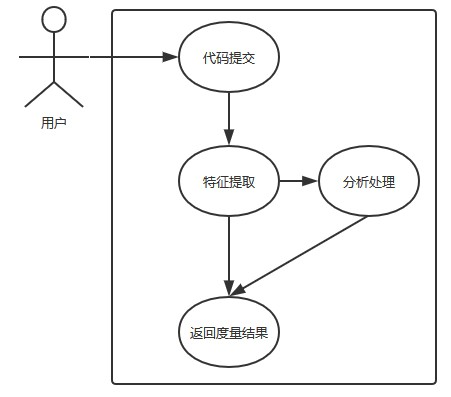 代码提交
用户
特征提取
分析处理
返回度量结果